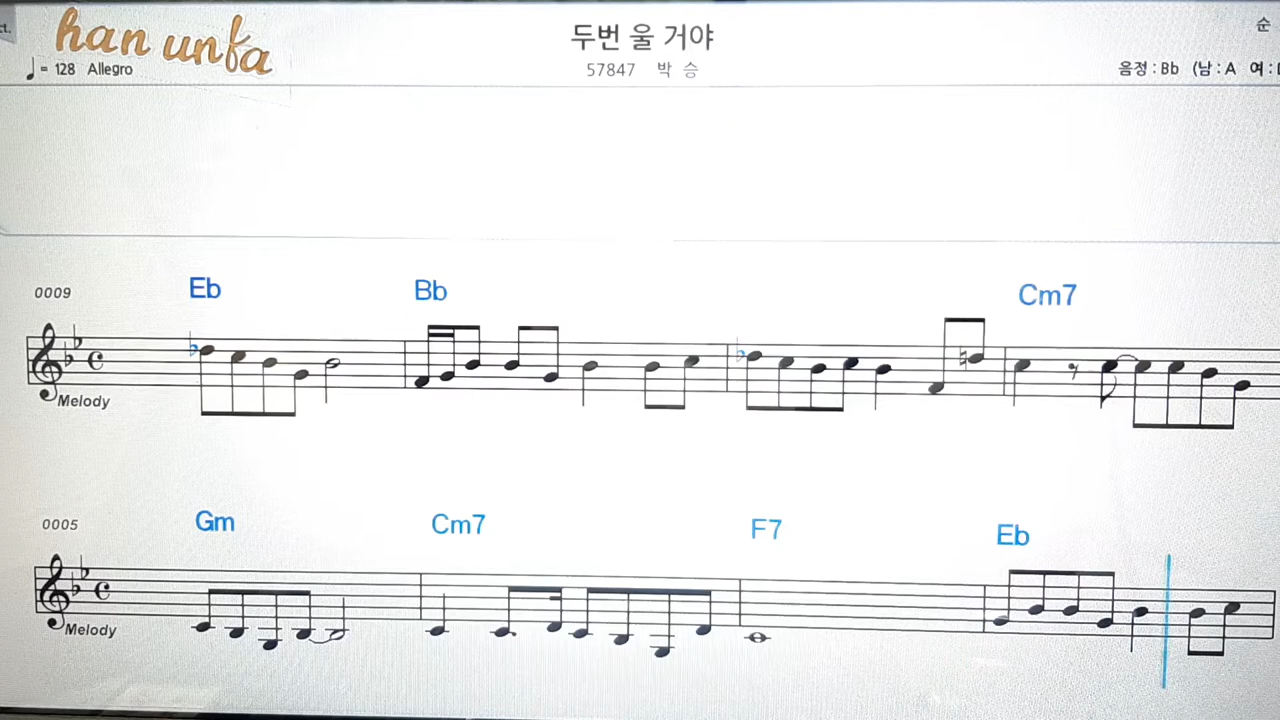 ct.
han unfa
두번 울 거야
순
♩ = 128 Allegro
57847 박 승
음정 : Bb (남 : A 여 :
0009
Eb
Bb
Cm7
Melody
0005
Gm
Cm7
F7
Eb
Melody